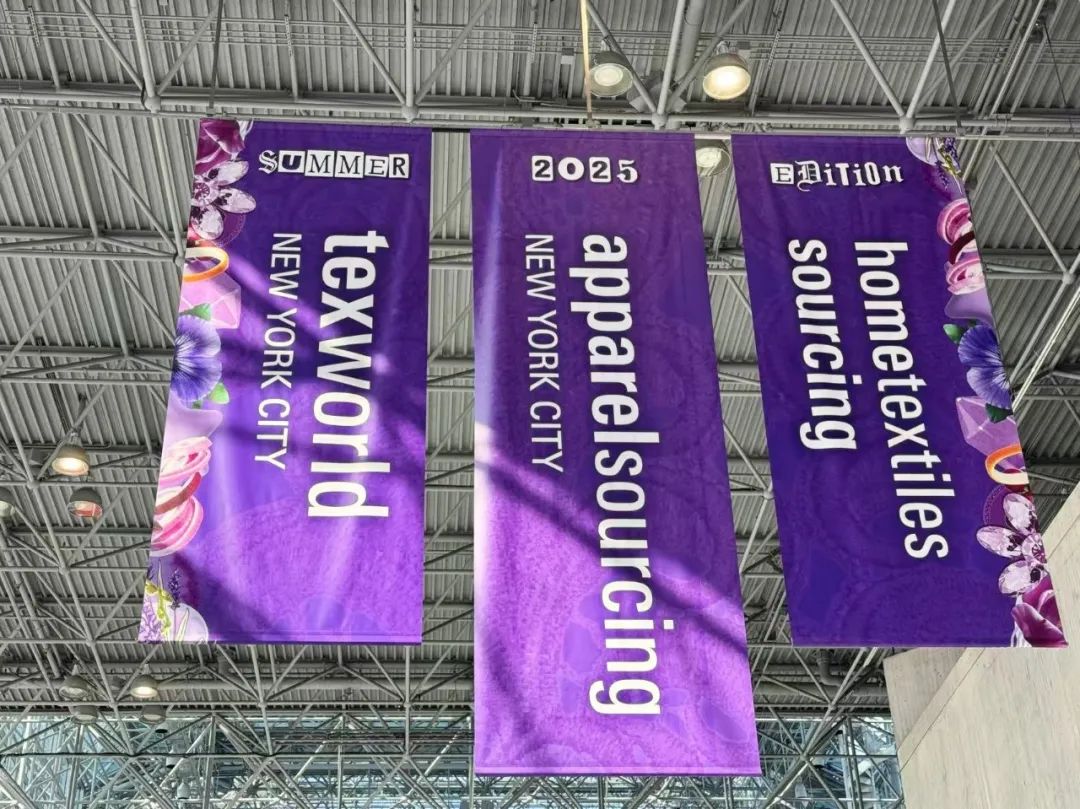 SUMMER
texworld
NEW YORK CITY
2025
apparelsourcing
NEW YORK CITY
EDiTiOn
hometextiles
sourcing